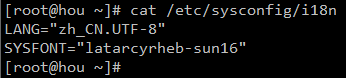 [root@hou ~]# cat /etc/sysconfig/i18n
LANG="zh_CN.UTF-8"
SYSFONT="latarcyrheb-sun16"
[root@hou ~]#